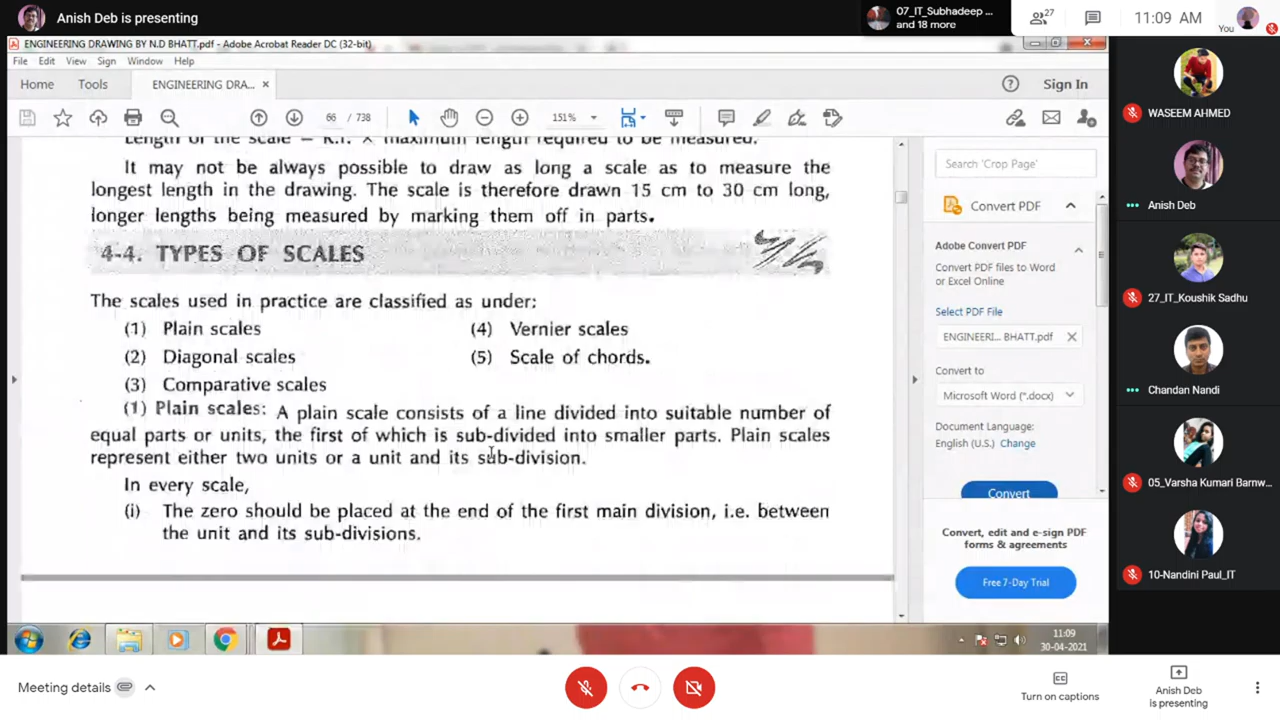 Anish Deb is presenting
07_IT_Subhadeep ...
and 18 more
27
11:09 AM
You
ENGINEERING DRAWING BY N.D BHATT.pdf - Adobe Acrobat Reader DC (32-bit)
File Edit View Sign Window Help
Home Tools ENGINEERING DRA... ×
Sign In
66 / 738
151%
Length of the scale = R.F. × maximum length required to be measured.
It may not be always possible to draw as long a scale as to measure the
longest length in the drawing. The scale is therefore drawn 15 cm to 30 cm long,
longer lengths being measured by marking them off in parts.
4-4. TYPES OF SCALES
The scales used in practice are classified as under:
(1) Plain scales
(4) Vernier scales
(2) Diagonal scales
(5) Scale of chords.
(3) Comparative scales
(1) Plain scales: A plain scale consists of a line divided into suitable number of
equal parts or units, the first of which is sub-divided into smaller parts. Plain scales
represent either two units or a unit and its sub-division.
In every scale,
(i) The zero should be placed at the end of the first main division, i.e. between
the unit and its sub-divisions.
Search 'Crop Page'
Convert PDF
Adobe Convert PDF
Convert PDF files to Word
or Excel Online
Select PDF File
ENGINEERI... BHATT.pdf
Convert to
Microsoft Word (*.docx)
Document Language:
English (U.S.) Change
Convert
Convert, edit and e-sign PDF
forms & agreements
Free 7-Day Trial
11:09
30-04-2021
WASEEM AHMED
Anish Deb
27_IT_Koushik Sadhu
Chandan Nandi
05_Varsha Kumari Barnw...
10-Nandini Paul_IT
Meeting details
Turn on captions
Anish Deb
is presenting